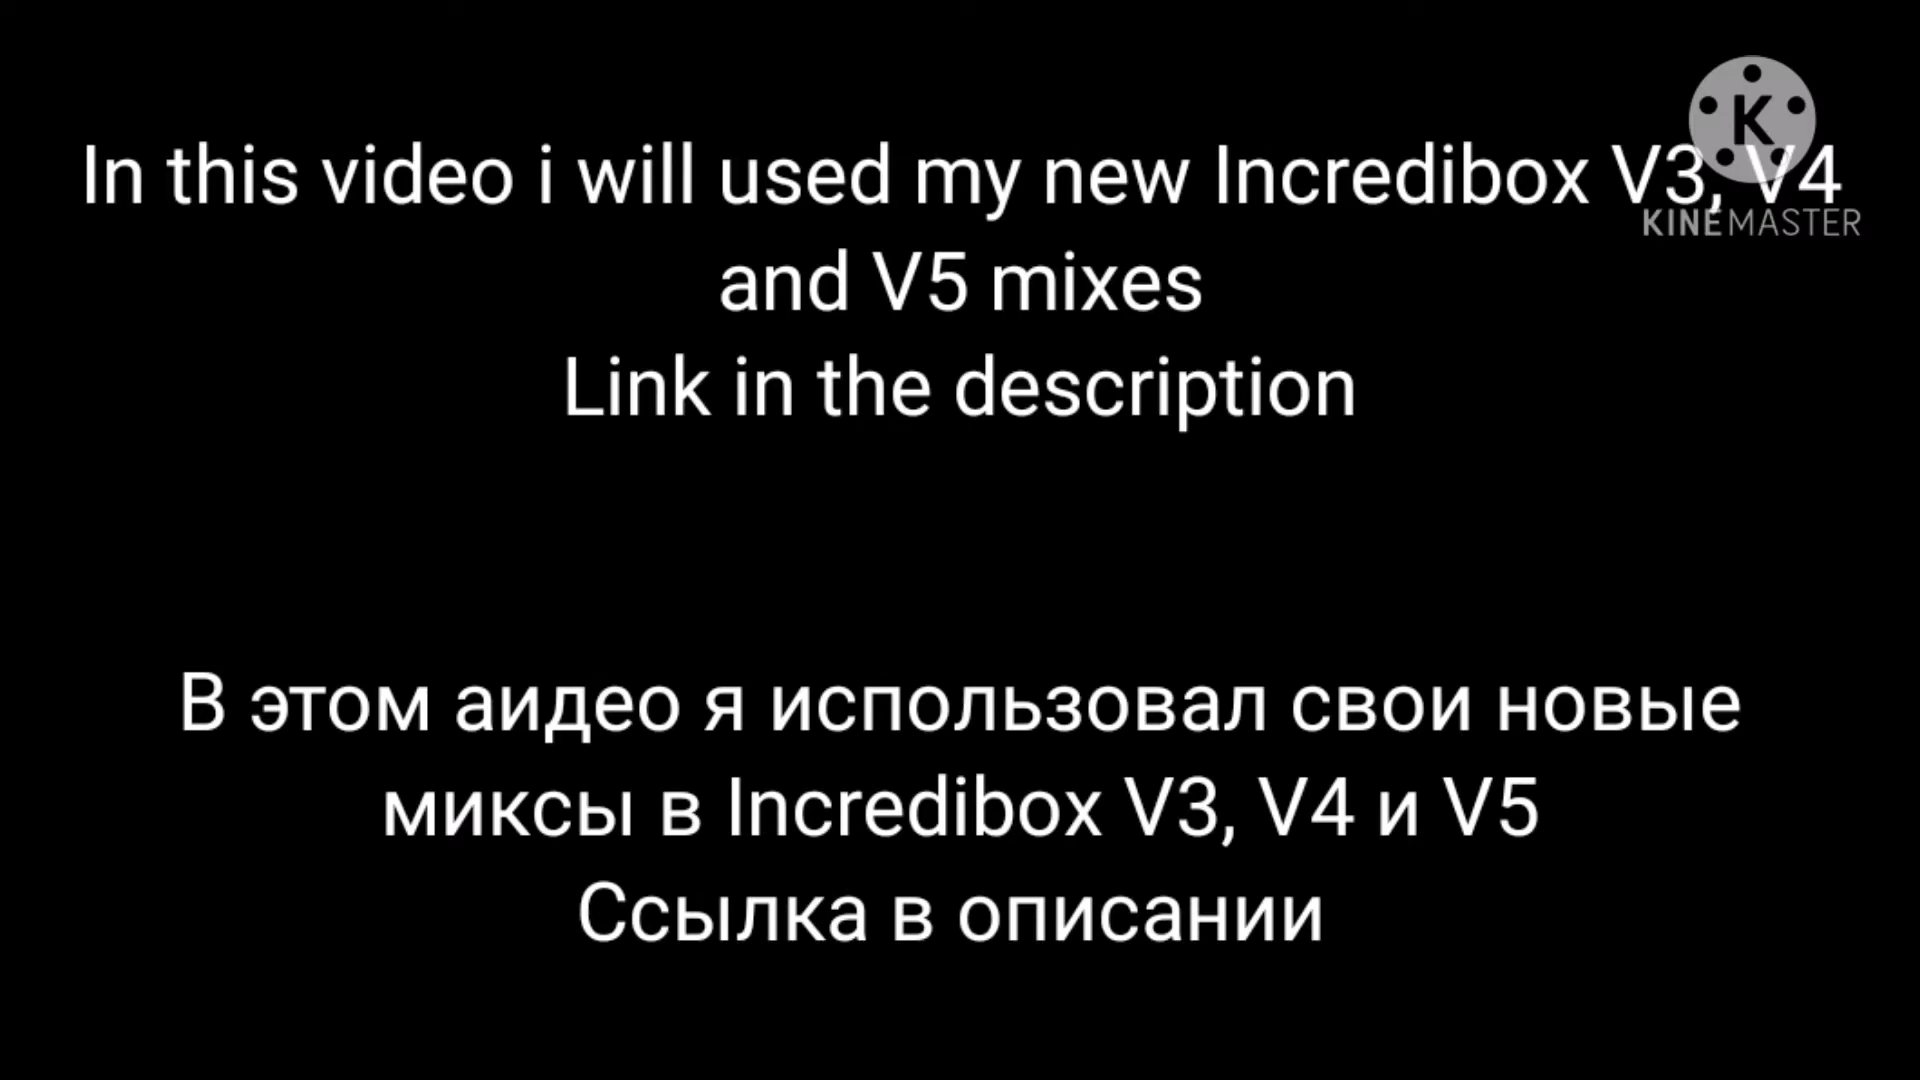 In this video i will used my new Incredibox V3, V4
and V5 mixes
Link in the description
K
KINEMASTER
В этом аидео я использовал свои новые
миксы в Incredibox V3, V4 и V5
Ссылка в описании